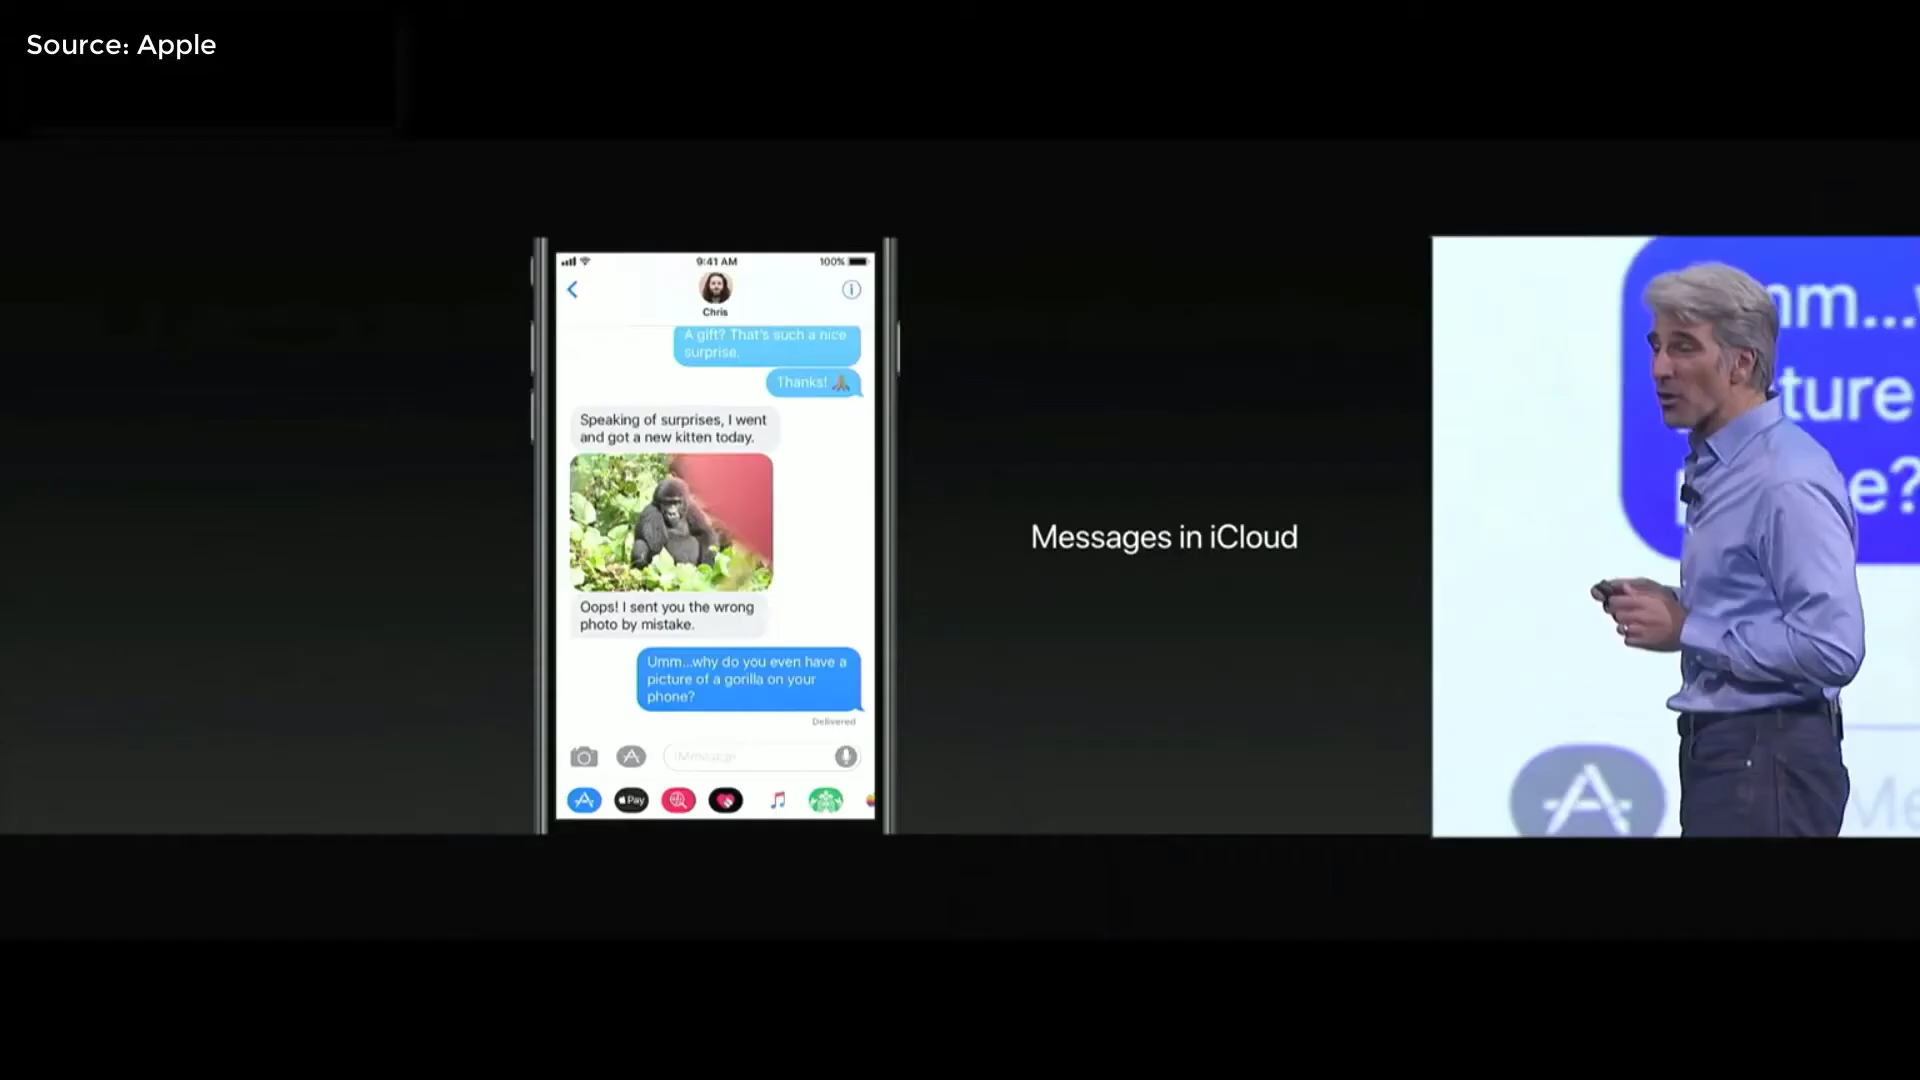 Source: Apple
9:41 AM
100%
Chris
A gift? That's such a nice
surprise.
Thanks! 🙏
Speaking of surprises, I went
and got a new kitten today.
Oops! I sent you the wrong
photo by mistake.
Umm...why do you even have a
picture of a gorilla on your
phone?
Delivered
iMessage
Pay
Messages in iCloud
mm...
ture
e?
Me